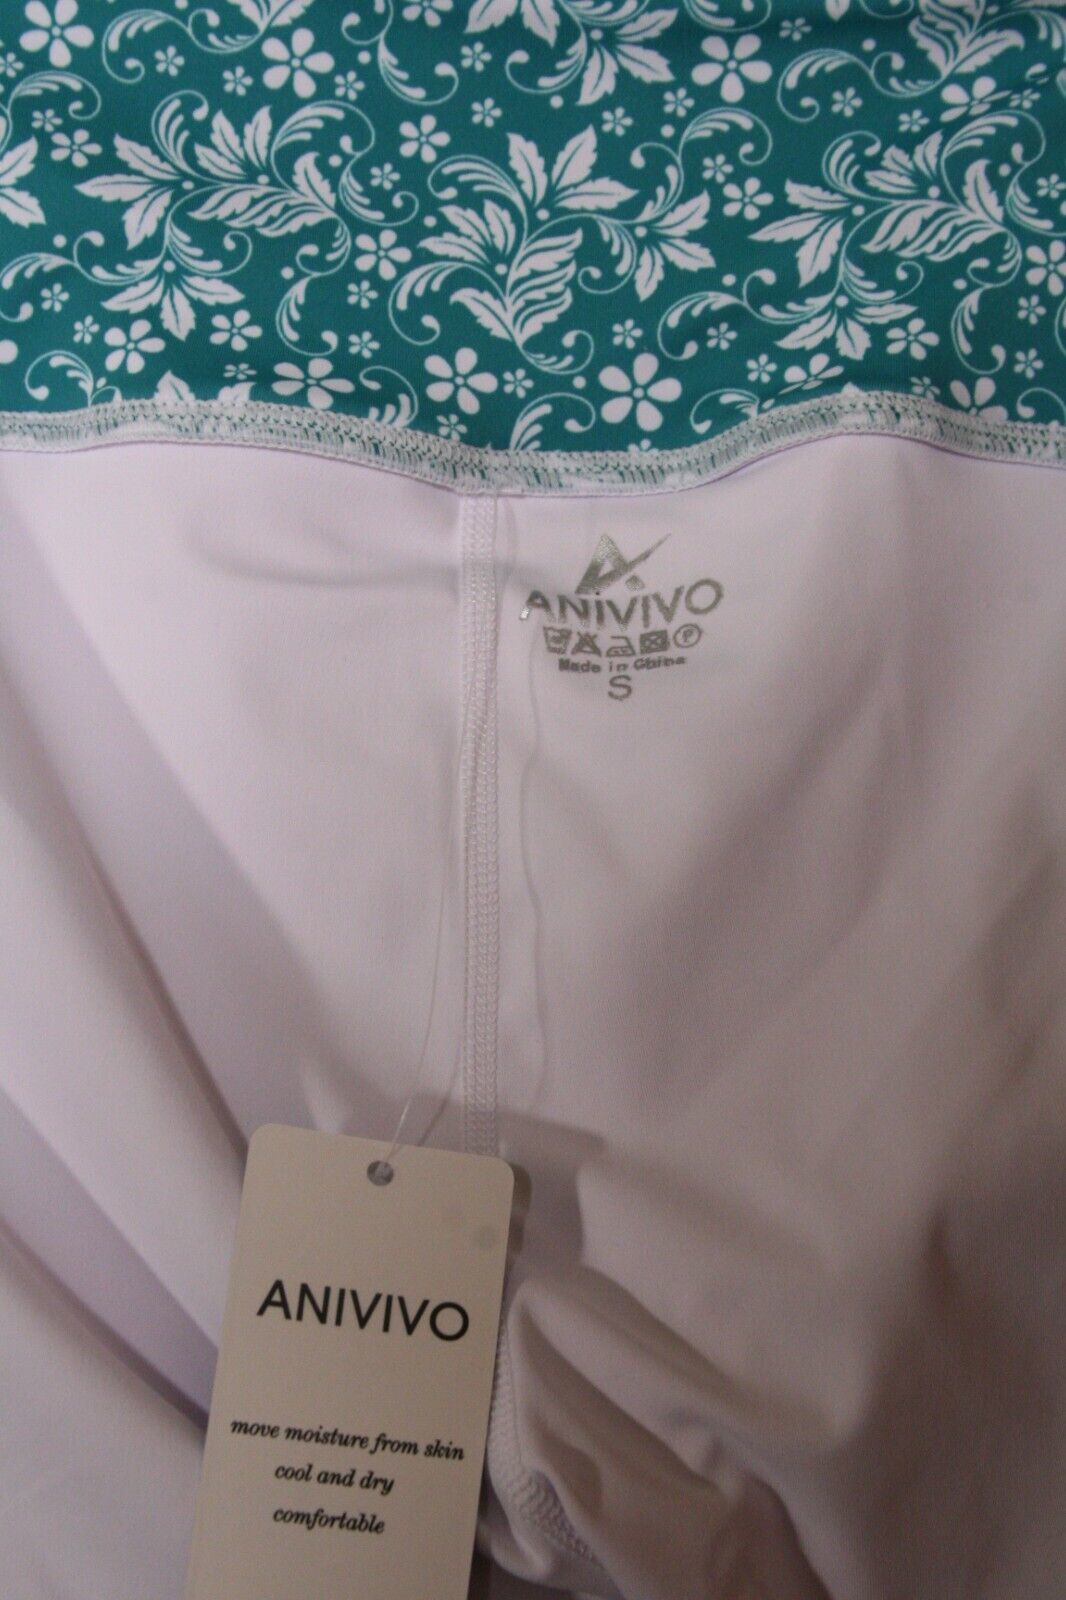 ANIVIVO
P
Made in China
S
ANIVIVO
move moisture from skin
cool and dry
comfortable